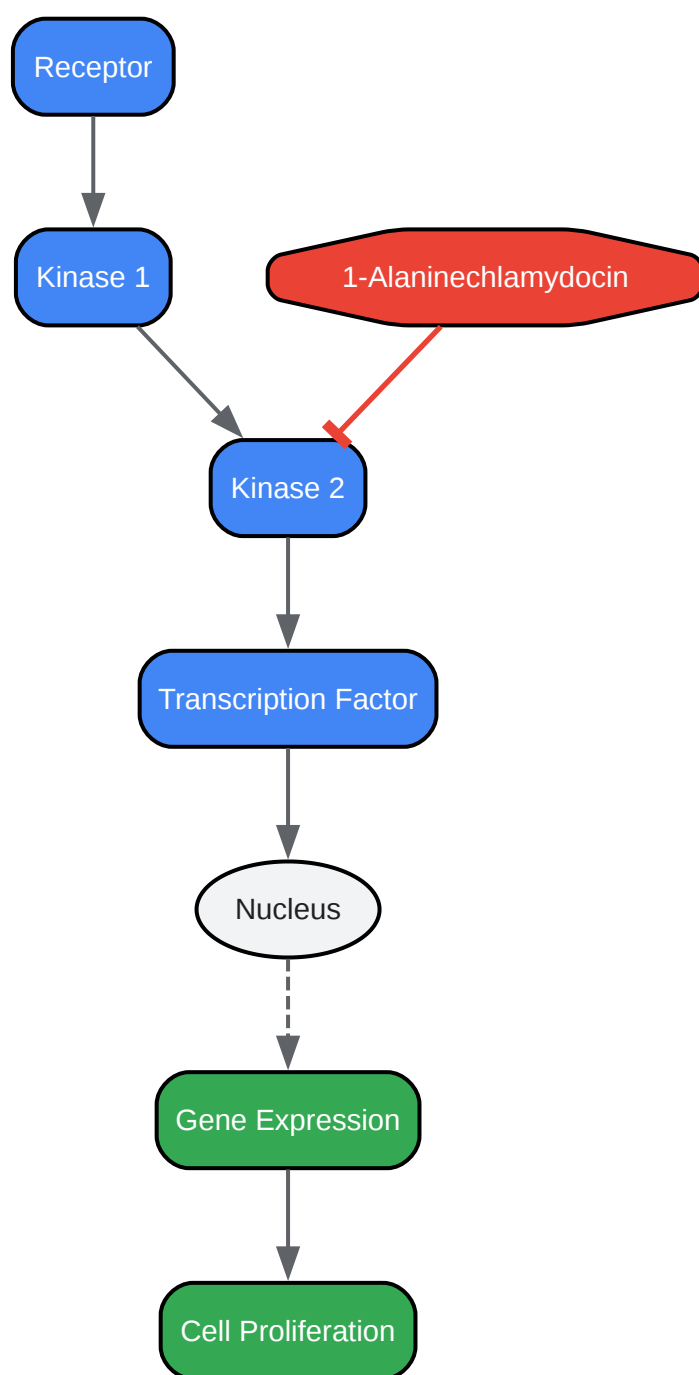 Receptor
Kinase 1
1-Alaninechlamydocin
Kinase 2
Transcription Factor
Nucleus
Gene Expression
Cell Proliferation